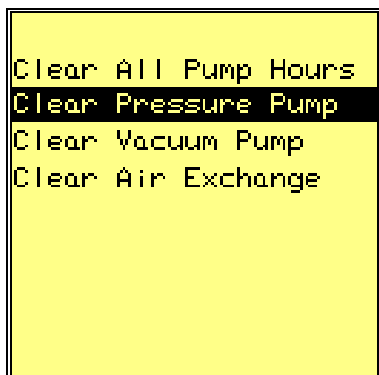 Clear All Pump Hours
Clear Pressure Pump
Clear Vacuum Pump
Clear Air Exchange